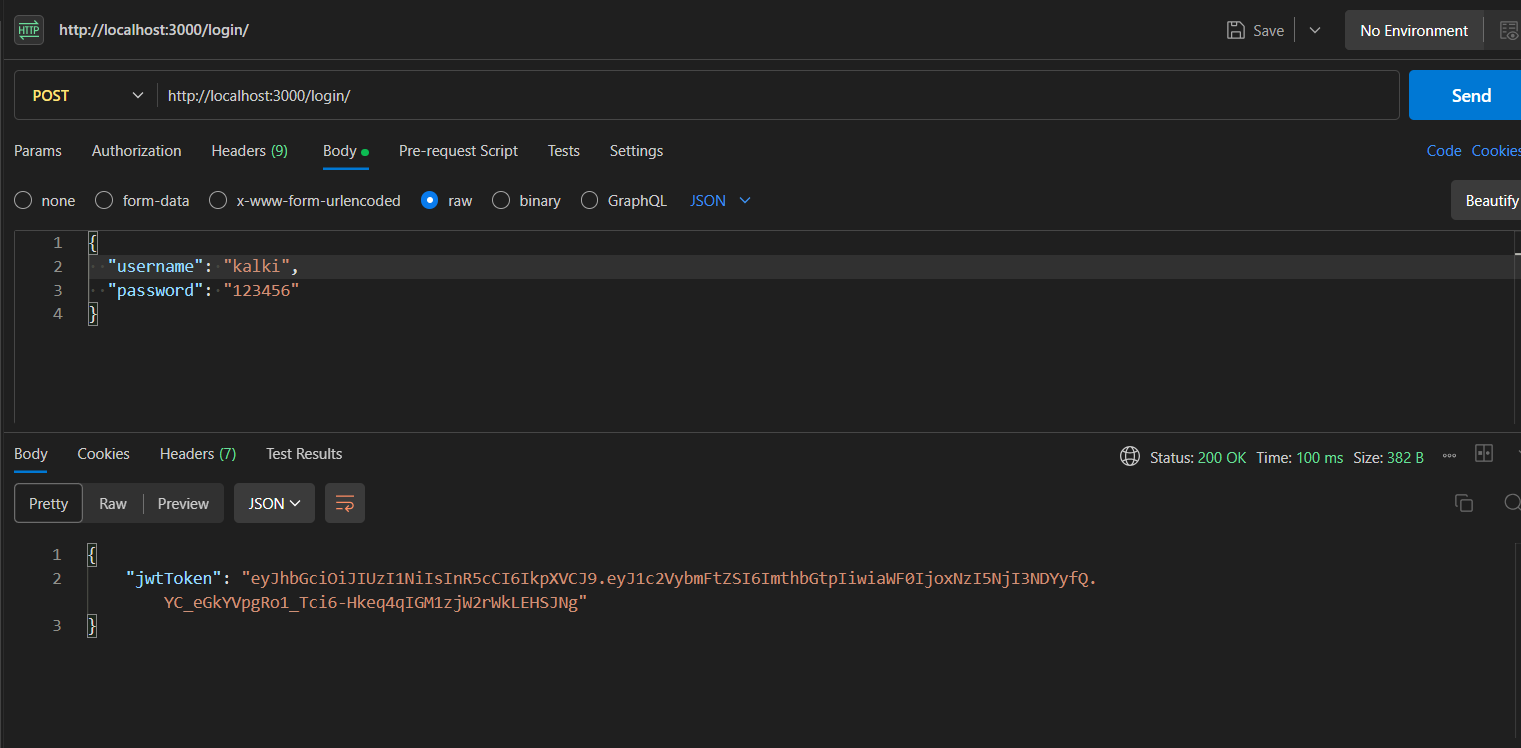 HTTP http://localhost:3000/login/ Save No Environment
POST http://localhost:3000/login/ Send
Params Authorization Headers (9) Body Pre-request Script Tests Settings Code Cookies
none form-data x-www-form-urlencoded raw binary GraphQL JSON Beautify
1 {
2 "username": "kalki",
3 "password": "123456"
4 }
Body Cookies Headers (7) Test Results Status: 200 OK Time: 100 ms Size: 382 B
Pretty Raw Preview JSON
1 {
2 "jwtToken": "eyJhbGciOiJIUzI1NiIsInR5cCI6IkpXVCJ9.eyJ1c2VybmFtZSI6ImthbGtpIiwiaWF0IjoxNzI5NjI3NDYyfQ.
YC_eGkYVpgRo1_Tci6-Hkeq4qIGM1zjW2rWkLEHSJNg"
3 }